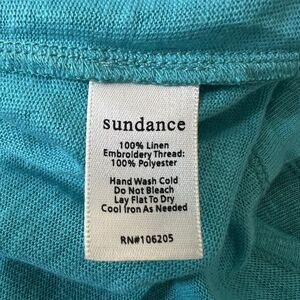 sundance
100% Linen
Embroidery Thread:
100% Polyester
Hand Wash Cold
Do Not Bleach
Lay Flat To Dry
Cool Iron As Needed
RN#106205